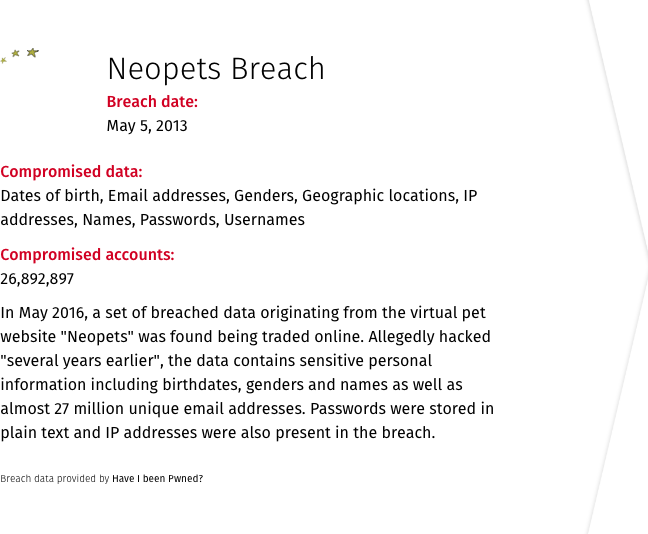 Neopets Breach
Breach date:
May 5, 2013
Compromised data:
Dates of birth, Email addresses, Genders, Geographic locations, IP
addresses, Names, Passwords, Usernames
Compromised accounts:
26,892,897
In May 2016, a set of breached data originating from the virtual pet
website "Neopets" was found being traded online. Allegedly hacked
"several years earlier", the data contains sensitive personal
information including birthdates, genders and names as well as
almost 27 million unique email addresses. Passwords were stored in
plain text and IP addresses were also present in the breach.
Breach data provided by Have I been Pwned?